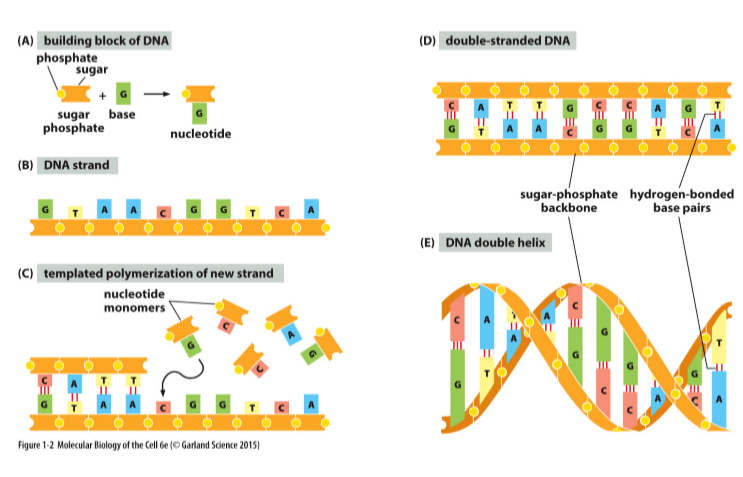 (A) building block of DNA
phosphate
sugar
+ G
sugar
phosphate
base
G
nucleotide
(B) DNA strand
G T A A C G G T C A
(C) templated polymerization of new strand
nucleotide
monomers
C
G
A
G
C
C A T T
G T A A C G G T C A
Figure 1-2 Molecular Biology of the Cell 6e (© Garland Science 2015)
(D) double-stranded DNA
C A T T G C C A G T
G T A A C G G T C A
sugar-phosphate
backbone
hydrogen-bonded
base pairs
(E) DNA double helix
C A T A C G G A G T
G T A G C C C A